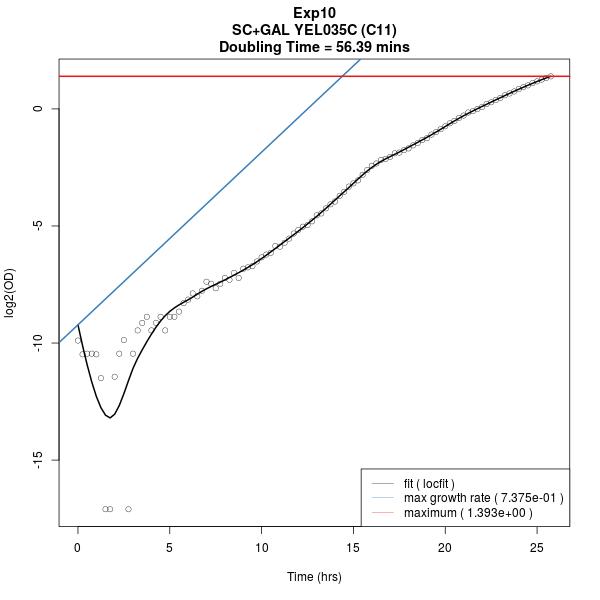 Exp10
SC+GAL YEL035C (C11)
Doubling Time = 56.39 mins
log2(OD)
0
-5
-10
-15
fit ( locfit )
max growth rate ( 7.375e-01 )
maximum ( 1.393e+00 )
0 5 10 15 20 25
Time (hrs)